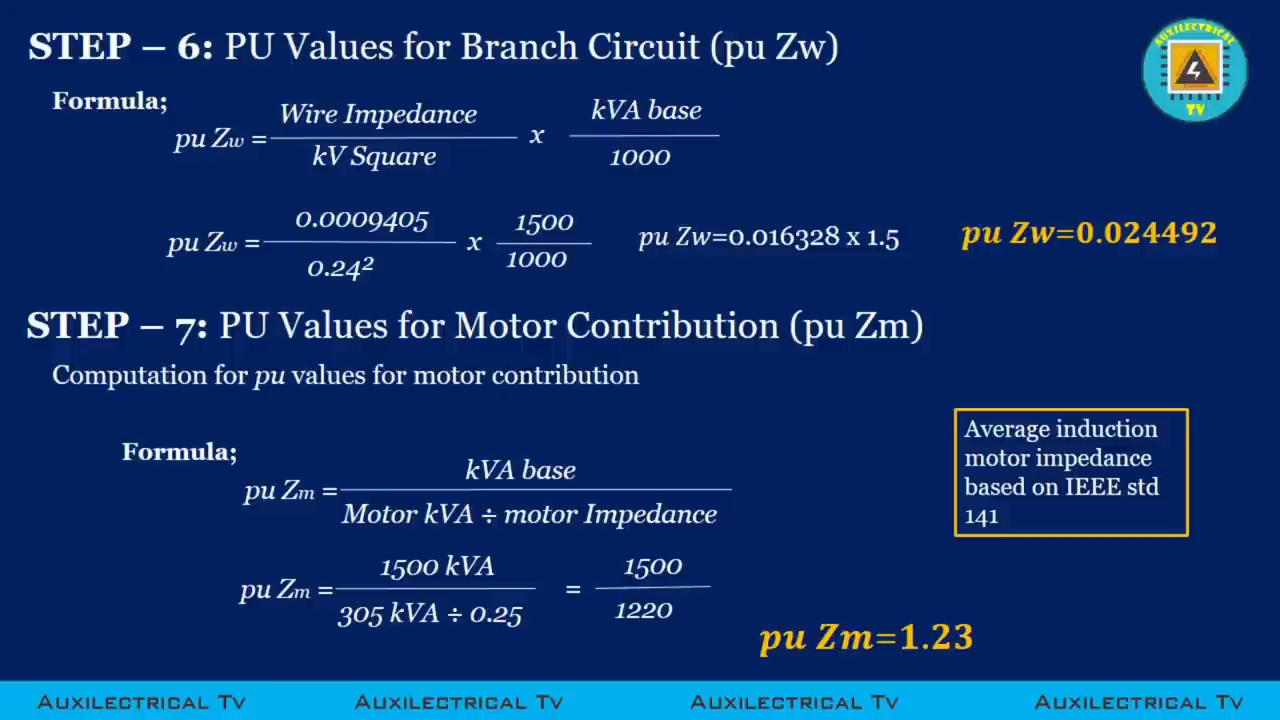 STEP – 6: PU Values for Branch Circuit (pu Zw)
AUXILECTRICAL
TV
Formula;
pu Zw = Wire Impedance / kV Square x kVA base / 1000
pu Zw = 0.0009405 / 0.24² x 1500 / 1000 pu Zw=0.016328 x 1.5 pu Zw=0.024492
STEP – 7: PU Values for Motor Contribution (pu Zm)
Computation for pu values for motor contribution
Average induction
motor impedance
based on IEEE std
141
Formula;
pu Zm = kVA base / Motor kVA ÷ motor Impedance
pu Zm = 1500 kVA / 305 kVA ÷ 0.25 = 1500 / 1220
pu Zm=1.23
AUXILECTRICAL TV AUXILECTRICAL TV AUXILECTRICAL TV AUXILECTRICAL TV